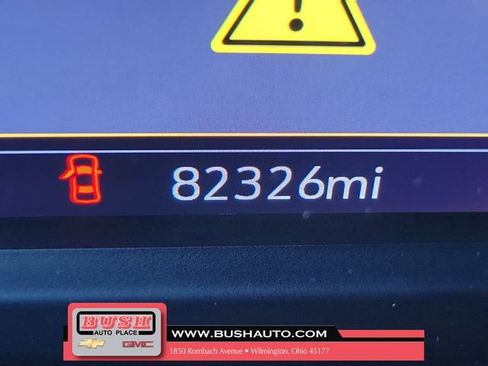 !
82326mi
BUSH
AUTO PLACE
GMC
WWW.BUSHAUTO.COM
1850 Rombach Avenue • Wilmington, Ohio 45177